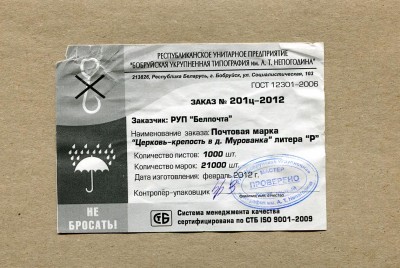 РЕСПУБЛИКАНСКОЕ УНИТАРНОЕ ПРЕДПРИЯТИЕ
"БОБРУЙСКАЯ УКРУПНЕННАЯ ТИПОГРАФИЯ им. А. Т. НЕПОГОДИНА"
213826, Республика Беларусь, г. Бобруйск, ул. Социалистическая, 103
ГОСТ 12301–2006
ЗАКАЗ № 201ц–2012
Заказчик: РУП "Белпочта"
Наименование заказа: Почтовая марка
"Церковь–крепость в д. Мурованка" литера "Р"
Количество листов: 1000 шт.
Количество марок: 21000 шт.
Дата изготовления: февраль 2012 г.
Контролёр–упаковщик
МАСТЕР
ПРОВЕРЕНО
НЕ
БРОСАТЬ!
СТБ
Система менеджмента качества
сертифицирована по СТБ ISO 9001–2009